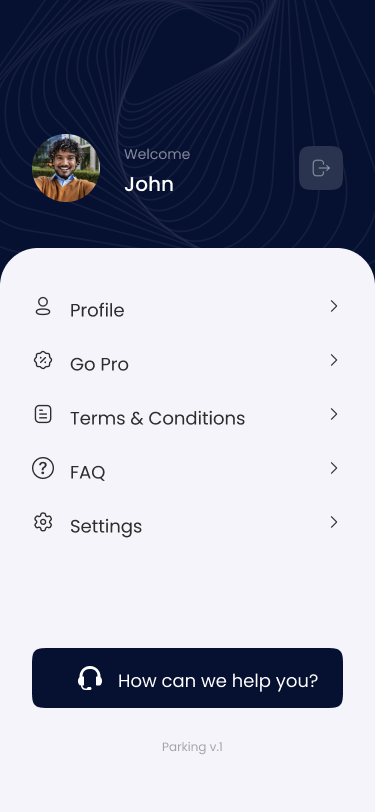 Welcome
John
Profile
Go Pro
Terms & Conditions
FAQ
Settings
How can we help you?
Parking v.1